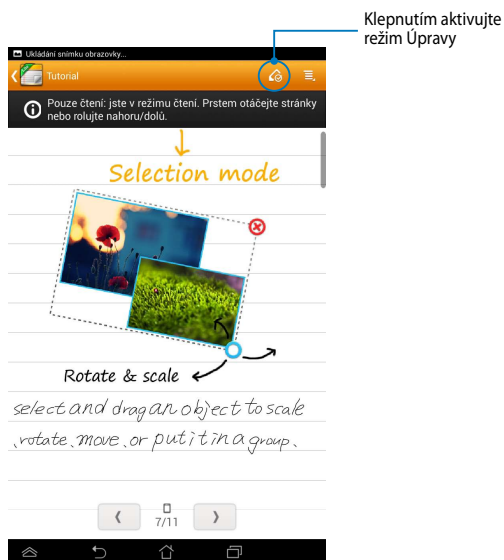 Klepnutím aktivujte
režim Úpravy
Ukládání snímku obrazovky...
Tutorial
Pouze čtení: jste v režimu čtení. Prstem otáčejte stránky
nebo rolujte nahoru/dolů.
Selection mode
Rotate & scale
select and drag an object to scale
、rotate、move、or put it in a group、
7/11